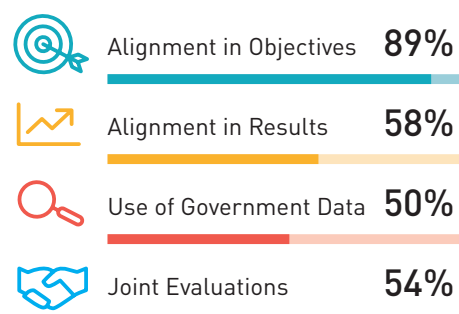 Alignment in Objectives 89%
Alignment in Results 58%
Use of Government Data 50%
Joint Evaluations 54%